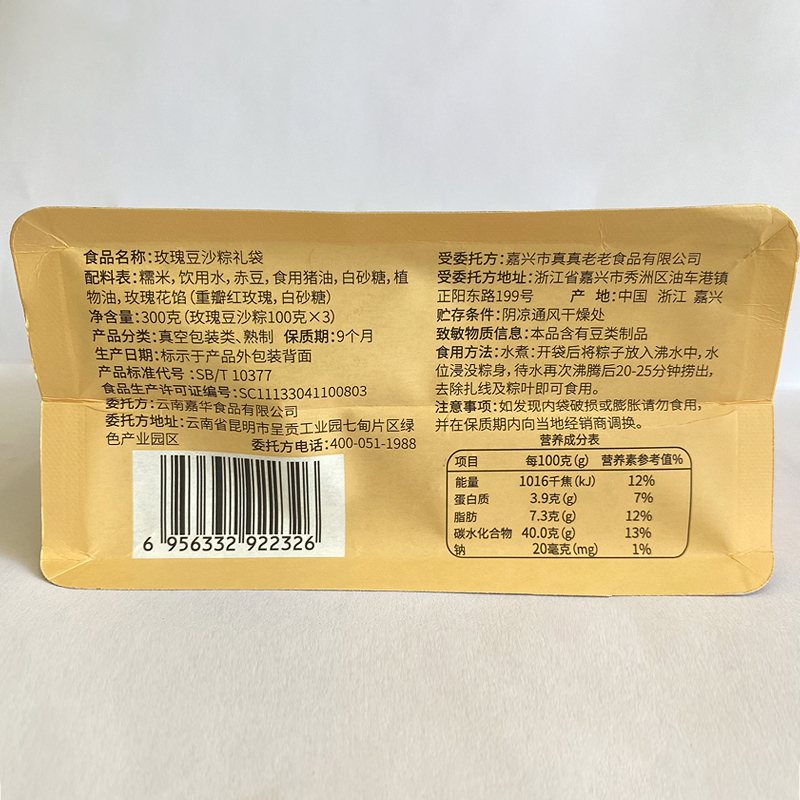 食品名称:玫瑰豆沙粽礼袋
配料表:糯米,饮用水,赤豆,食用猪油,白砂糖,植
物油,玫瑰花馅(重瓣红玫瑰,白砂糖)
净含量:300克(玫瑰豆沙粽100克×3)
产品分类:真空包装类、熟制 保质期:9个月
生产日期:标示于产品外包装背面
产品标准代号:SB/T 10377
食品生产许可证编号:SC11133041100803
委托方:云南嘉华食品有限公司
委托方地址:云南省昆明市呈贡工业园七甸片区绿
色产业园区 委托方电话:400-051-1988
6 956332 922326
受委托方:嘉兴市真真老老食品有限公司
受委托方地址:浙江省嘉兴市秀洲区油车港镇
正阳东路199号 产 地:中国 浙江 嘉兴
贮存条件:阴凉通风干燥处
致敏物质信息:本品含有豆类制品
食用方法:水煮:开袋后将粽子放入沸水中,水
位浸没粽身,待水再次沸腾后20-25分钟捞出,
去除扎线及粽叶即可食用。
注意事项:如发现内袋破损或膨胀请勿食用,
并在保质期内向当地经销商调换。
营养成分表
项目 每100克(g) 营养素参考值%
能量 1016千焦(kJ) 12%
蛋白质 3.9克(g) 7%
脂肪 7.3克(g) 12%
碳水化合物 40.0克(g) 13%
钠 20毫克(mg) 1%